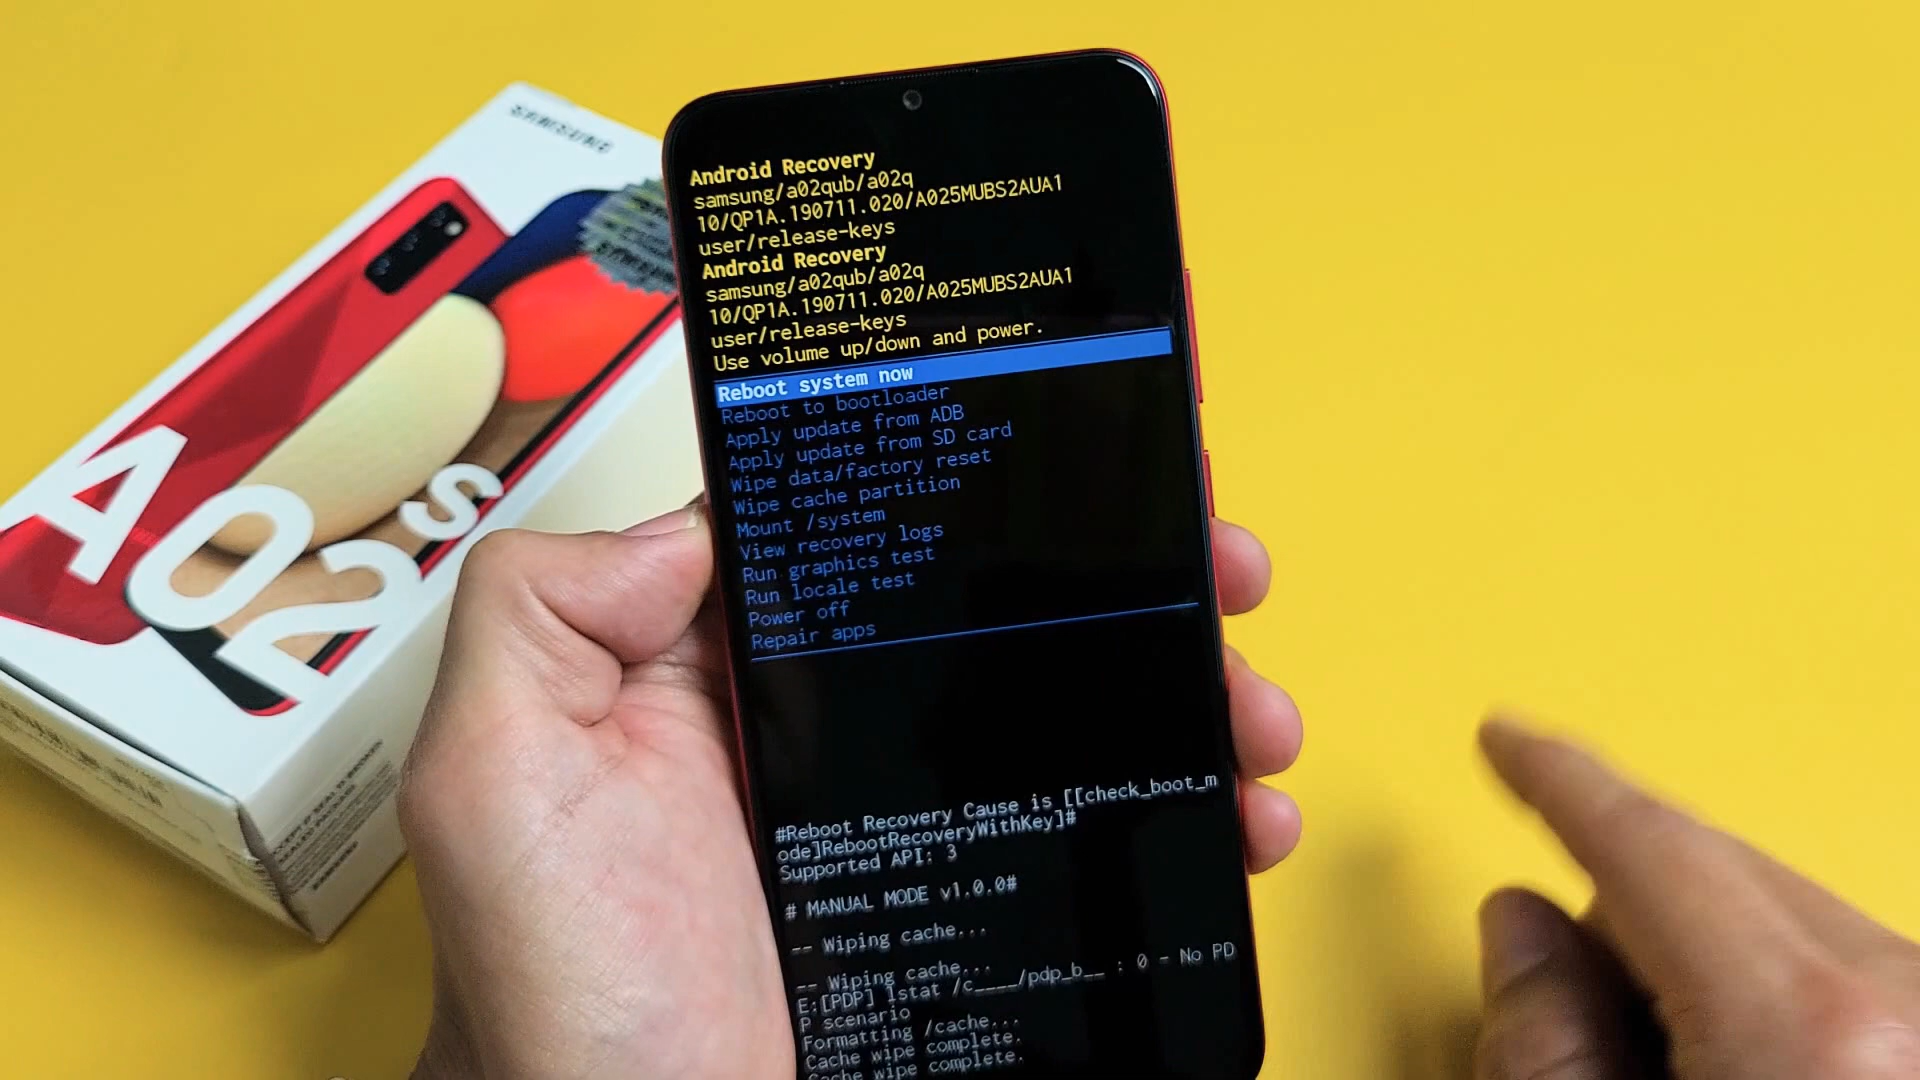 SAMSUNG
A02s
Android Recovery
samsung/a02qub/a02q
10/QP1A.190711.020/A025MUBS2AUA1
user/release-keys
Android Recovery
samsung/a02qub/a02q
10/QP1A.190711.020/A025MUBS2AUA1
user/release-keys
Use volume up/down and power.
Reboot system now
Reboot to bootloader
Apply update from ADB
Apply update from SD card
Wipe data/factory reset
Wipe cache partition
Mount /system
View recovery logs
Run graphics test
Run locale test
Power off
Repair apps
#Reboot Recovery Cause is [[check_boot_m
ode]RebootRecoveryWithKey]#
Supported API: 3
# MANUAL MODE v1.0.0#
-- Wiping cache...
-- Wiping cache...
E:[PDP] lstat /c____/pdp_b__ : 0 - No PD
P scenario
Formatting /cache...
Cache wipe complete.
Cache wipe complete.